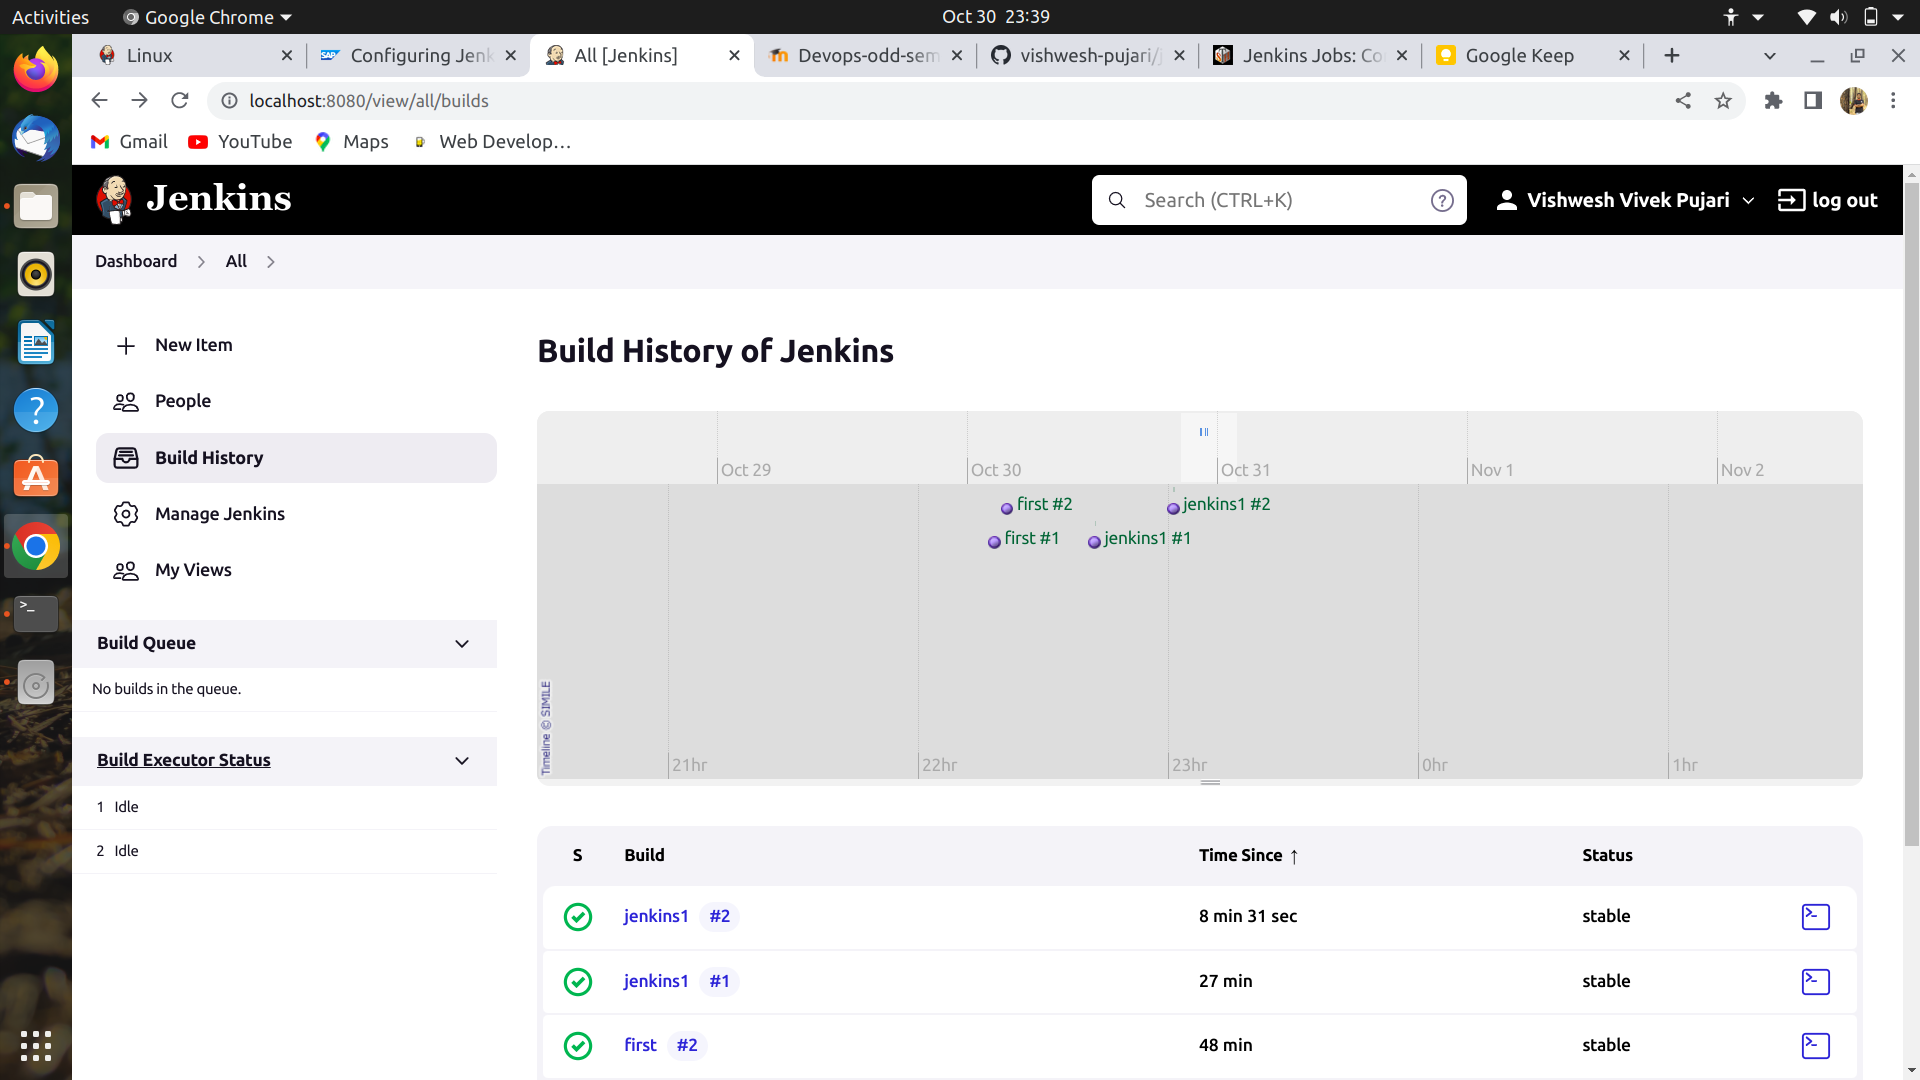 Activities
Google Chrome
Oct 30 23:39
Linux
Configuring Jenk
All [Jenkins]
Devops-odd-sem
vishwesh-pujari/j
Jenkins Jobs: Co
Google Keep
localhost:8080/view/all/builds
Gmail
YouTube
Maps
Web Develop…
Jenkins
Search (CTRL+K)
Vishwesh Vivek Pujari
log out
Dashboard
All
New Item
People
Build History
Manage Jenkins
My Views
Build Queue
No builds in the queue.
Build Executor Status
1 Idle
2 Idle
Build History of Jenkins
Oct 29
Oct 30
Oct 31
Nov 1
Nov 2
first #2
jenkins1 #2
first #1
jenkins1 #1
Timeline © SIMILE
21hr
22hr
23hr
0hr
1hr
S Build Time Since ↑ Status
jenkins1 #2 8 min 31 sec stable
jenkins1 #1 27 min stable
first #2 48 min stable